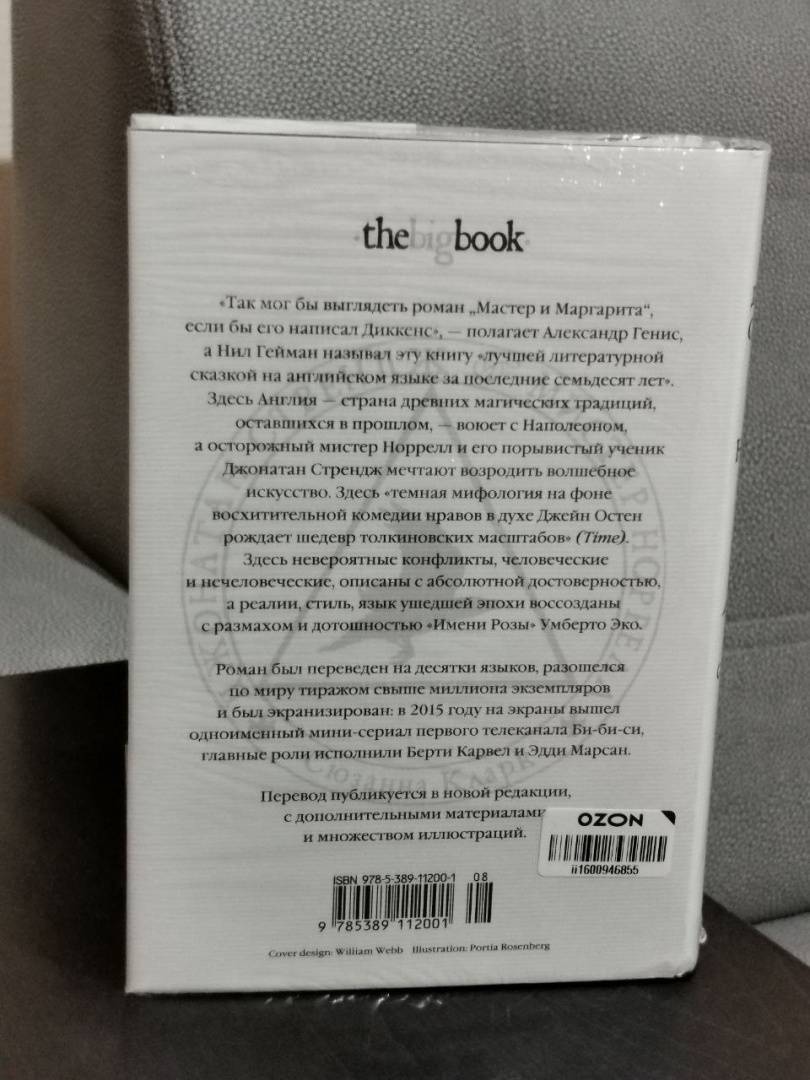 ·the big book·
«Так мог бы выглядеть роман „Мастер и Маргарита“,
если бы его написал Диккенс», — полагает Александр Генис,
а Нил Гейман называл эту книгу «лучшей литературной
сказкой на английском языке за последние семьдесят лет».
Здесь Англия — страна древних магических традиций,
оставшихся в прошлом, — воюет с Наполеоном,
а осторожный мистер Норрелл и его порывистый ученик
Джонатан Стрендж мечтают возродить волшебное
искусство. Здесь «темная мифология на фоне
восхитительной комедии нравов в духе Джейн Остен
рождает шедевр толкиновских масштабов» (Time).
Здесь невероятные конфликты, человеческие
и нечеловеческие, описаны с абсолютной достоверностью,
а реалии, стиль, язык ушедшей эпохи воссозданы
с размахом и дотошностью «Имени Розы» Умберто Эко.
Роман был переведен на десятки языков, разошелся
по миру тиражом свыше миллиона экземпляров
и был экранизирован: в 2015 году на экраны вышел
одноименный мини-сериал первого телеканала Би-би-си,
главные роли исполнили Берти Карвел и Эдди Марсан.
Сюзанна Кларк
Перевод публикуется в новой редакции,
с дополнительными материалами
и множеством иллюстраций.
OZON
ii1600946855
ISBN 978-5-389-11200-1 08
9 785389 112001
Cover design: William Webb Illustration: Portia Rosenberg